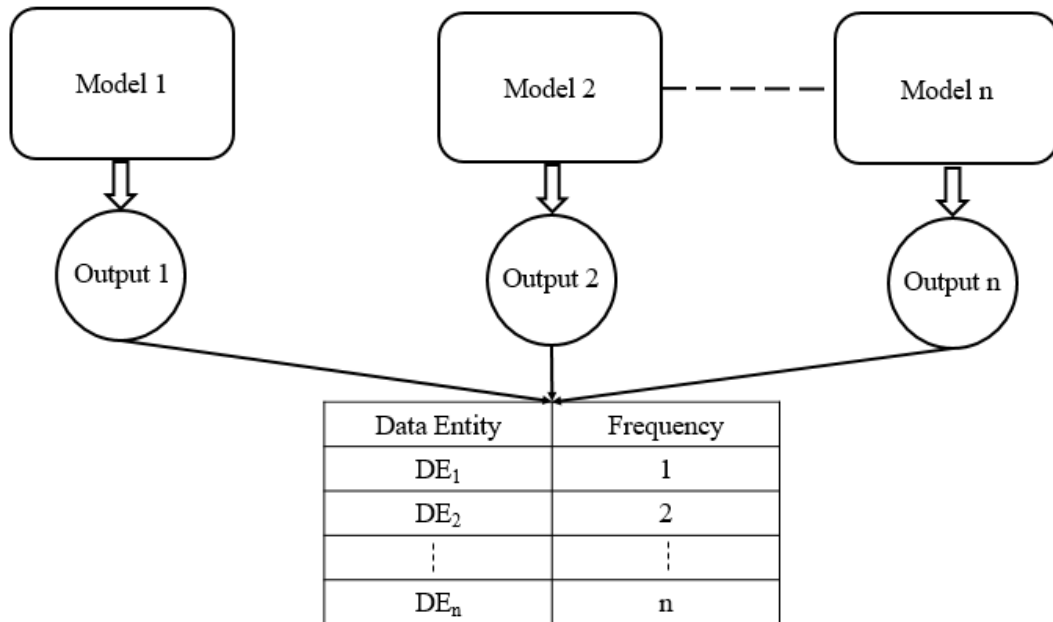 Model 1
Model 2
Model n
Output 1
Output 2
Output n
Data Entity
Frequency
DE₁
1
DE₂
2
DEₙ
n